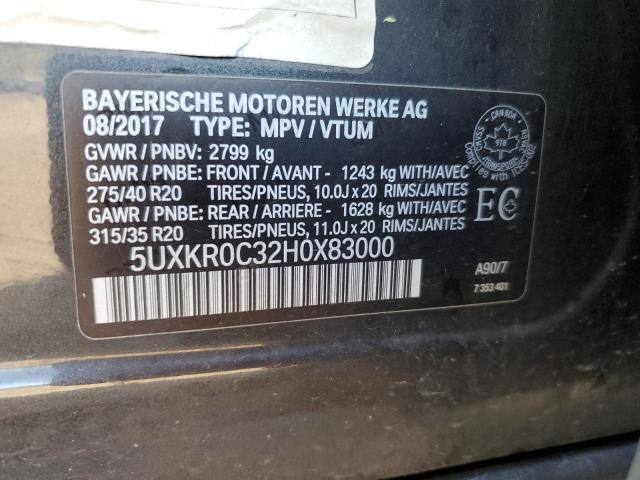 BAYERISCHE MOTOREN WERKE AG
08/2017 TYPE: MPV / VTUM
GVWR / PNBV: 2799 kg
GAWR / PNBE: FRONT / AVANT - 1243 kg WITH/AVEC
275/40 R20 TIRES/PNEUS, 10.0J x 20 RIMS/JANTES
GAWR / PNBE: REAR / ARRIERE - 1628 kg WITH/AVEC
315/35 R20 TIRES/PNEUS, 11.0J x 20 RIMS/JANTES
5UXKR0C32H0X83000
CANADA
TRANSPORT
EC
A90/7
7 353 401